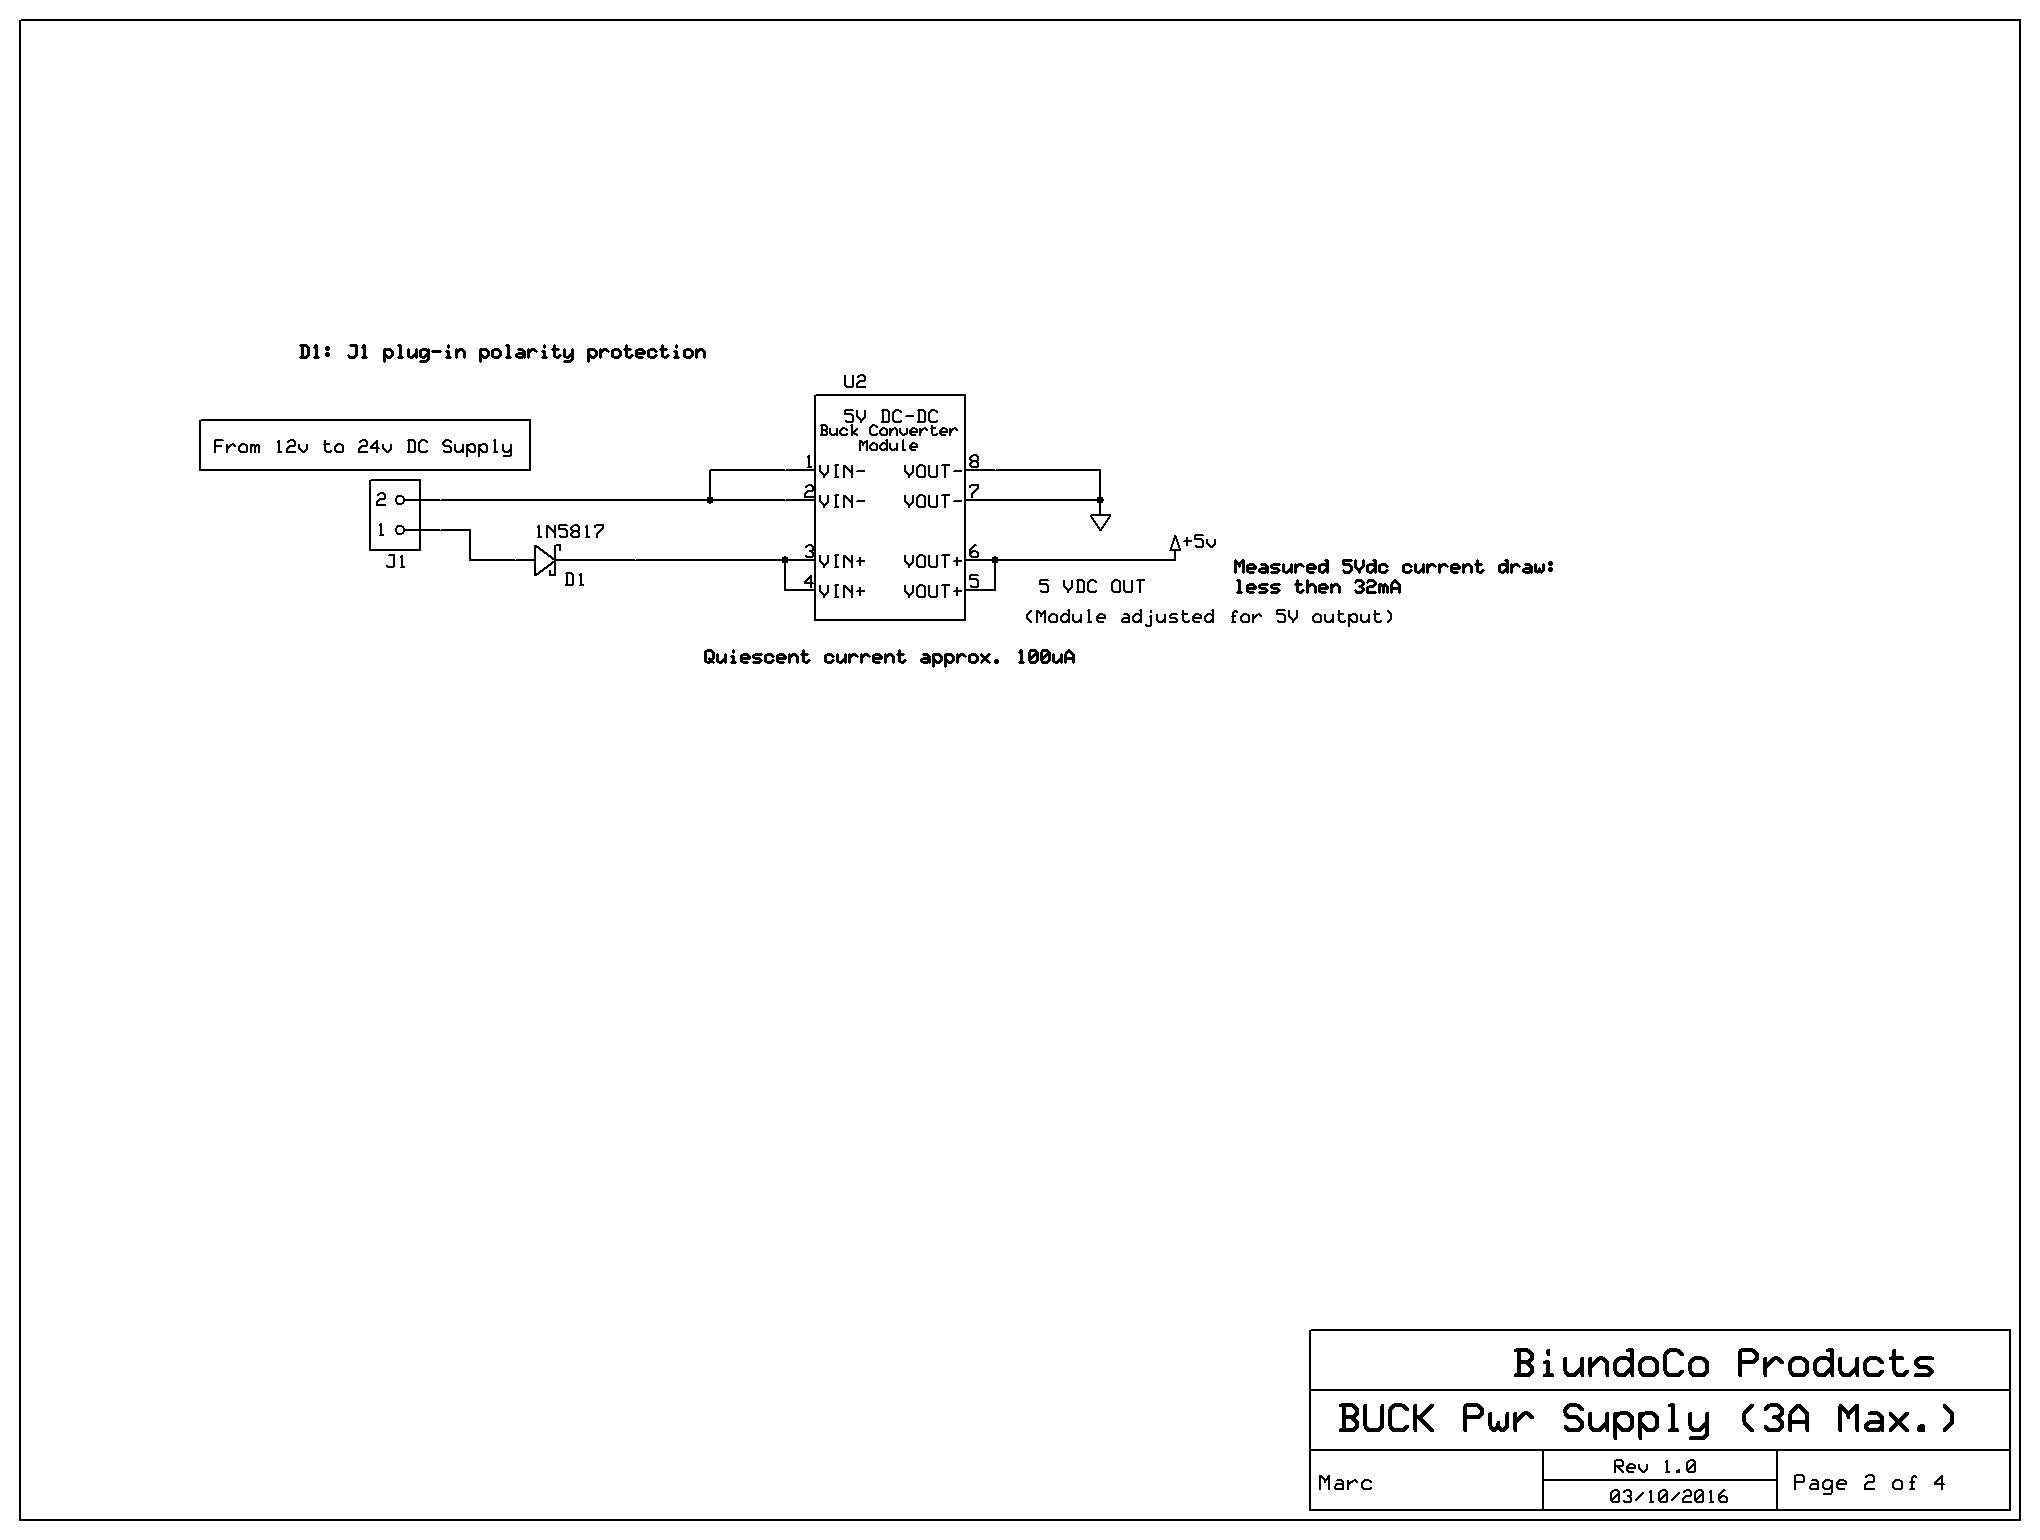 D1: J1 plug-in polarity protection
U2
5V DC-DC
Buck Converter
Module
From 12v to 24v DC Supply
1 VIN- VOUT- 8
2 VIN- VOUT- 7
2
1
J1
1N5817
D1
3 VIN+ VOUT+ 6
4 VIN+ VOUT+ 5
+5v
Measured 5Vdc current draw:
less then 32mA
5 VDC OUT
(Module adjusted for 5V output)
Quiescent current approx. 100uA
BiundoCo Products
BUCK Pwr Supply (3A Max.)
Marc
Rev 1.0
03/10/2016
Page 2 of 4